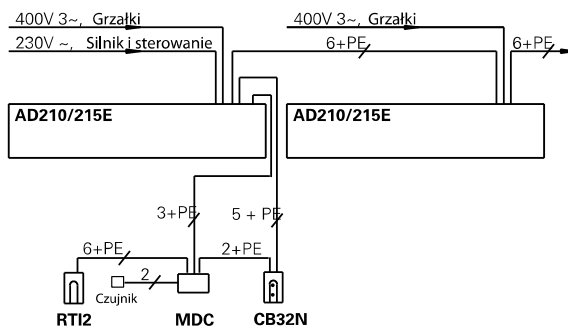 400V 3~, Grzałki
230V ~, Silnik i sterowanie
6+PE
400V 3~, Grzałki
6+PE
AD210/215E
AD210/215E
3+PE
5 + PE
6+PE
2+PE
2
Czujnik
RTI2
MDC
CB32N